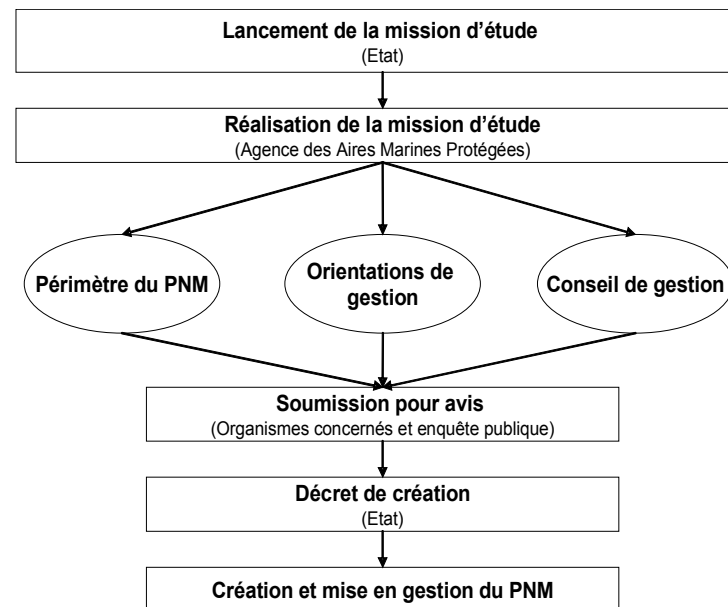 Lancement de la mission d'étude
(Etat)
Réalisation de la mission d'étude
(Agence des Aires Marines Protégées)
Périmètre du PNM
Orientations de
gestion
Conseil de gestion
Soumission pour avis
(Organismes concernés et enquête publique)
Décret de création
(Etat)
Création et mise en gestion du PNM